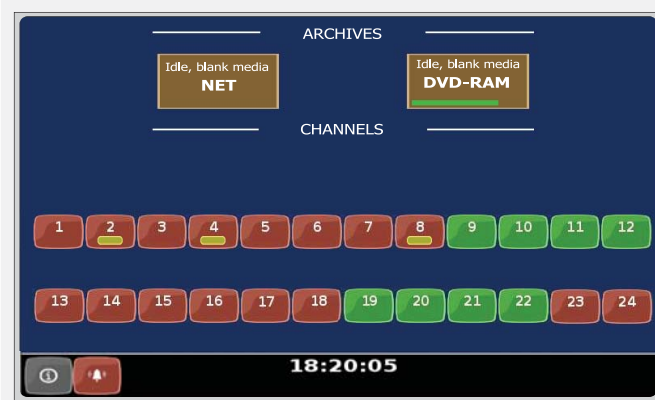 ARCHIVES
Idle, blank media
NET
Idle, blank media
DVD-RAM
CHANNELS
1 2 3 4 5 6 7 8 9 10 11 12
13 14 15 16 17 18 19 20 21 22 23 24
18:20:05